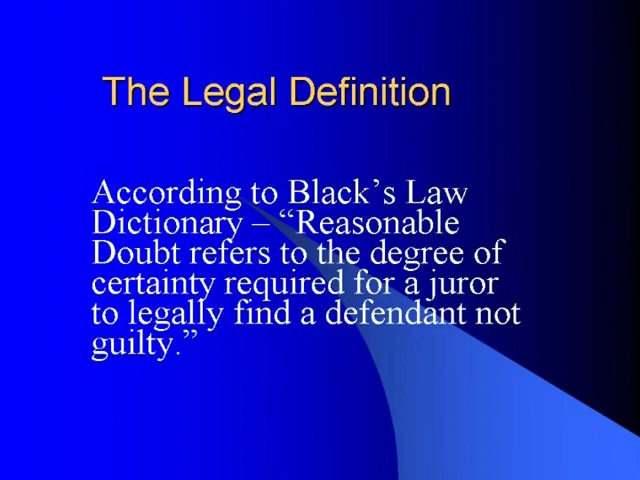 The Legal Definition
According to Black’s Law
Dictionary – “Reasonable
Doubt refers to the degree of
certainty required for a juror
to legally find a defendant not
guilty.”